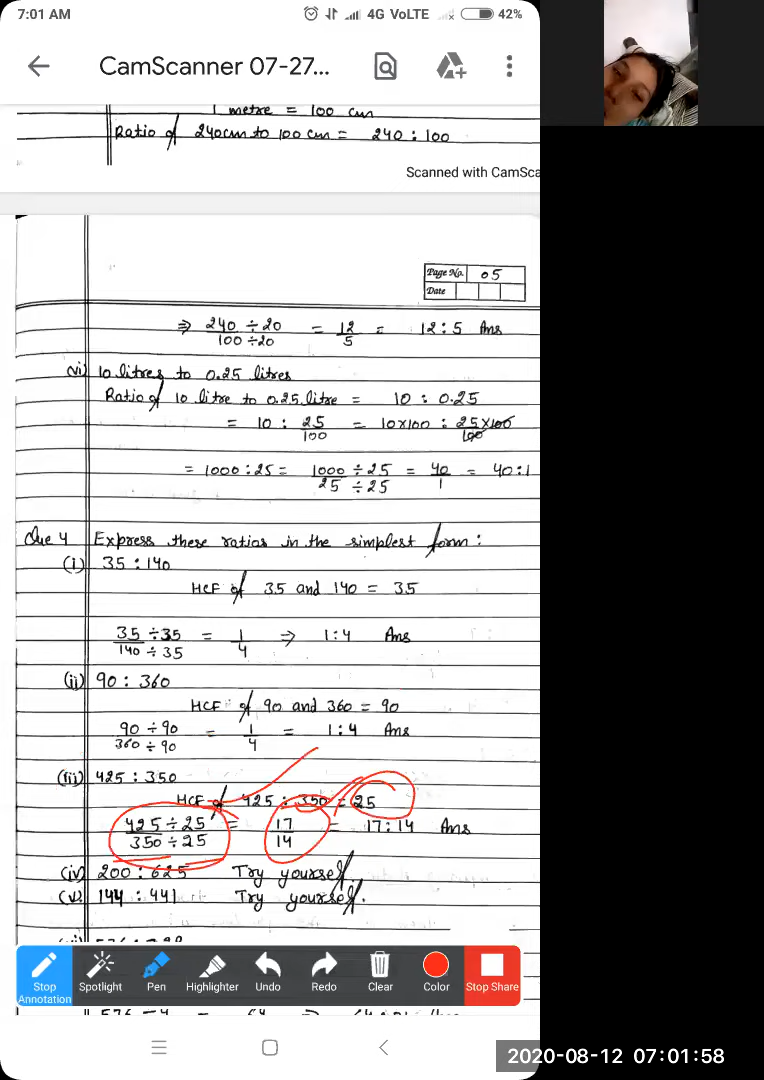 7:01 AM 4G VoLTE 42%
CamScanner 07-27...
1 metre = 100 cm
Ratio of 240cm to 100 cm = 240 : 100
Scanned with CamSca
Page No. 05
Date
⇒ 240 ÷ 20 / 100 ÷ 20 = 12/5 = 12:5 Ans
(vi) 10 litres to 0.25 litres
Ratio of 10 litre to 0.25 litre = 10 : 0.25
= 10 : 25/100 = 10×100 : 25×100/100
= 1000:25 = 1000 ÷ 25 / 25 ÷ 25 = 40/1 = 40:1
Que 4 Express these ratios in the simplest form :
(i) 35 : 140
HCF of 35 and 140 = 35
35 ÷ 35 / 140 ÷ 35 = 1/4 ⇒ 1:4 Ans
(ii) 90 : 360
HCF of 90 and 360 = 90
90 ÷ 90 / 360 ÷ 90 = 1/4 = 1:4 Ans
(iii) 425 : 350
HCF of 425 : 350 = 25
425 ÷ 25 / 350 ÷ 25 = 17/14 = 17:14 Ans
(iv) 200 : 625 Try yourself.
(v) 144 : 441 Try yourself.
Stop Annotation Spotlight Pen Highlighter Undo Redo Clear Color Stop Share
2020-08-12 07:01:58